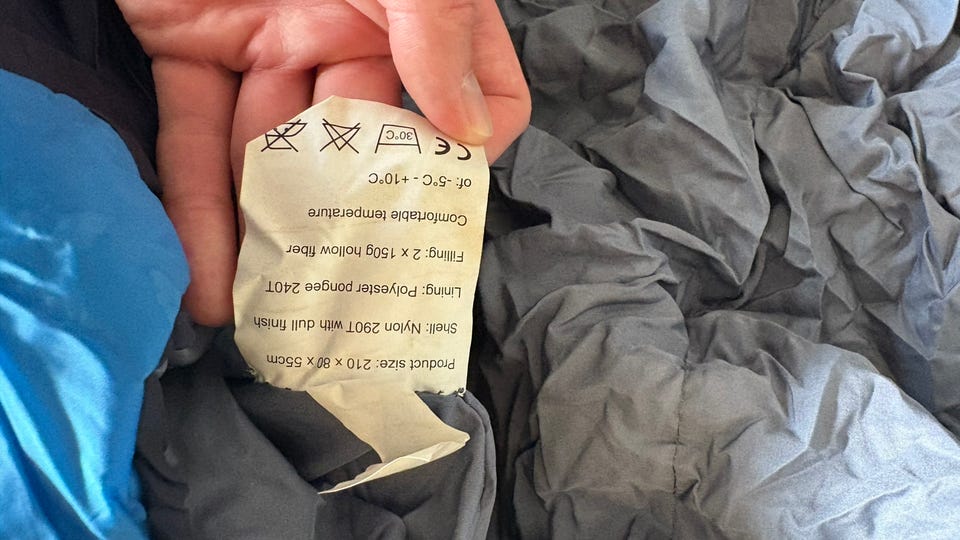 Product size: 210 x 80 x 55cm
Shell: Nylon 290T with dull finish
Lining: Polyester pongee 240T
Filling: 2 x 150g hollow fiber
Comfortable temperature
of: -5°C - +10°C
CE 30°C